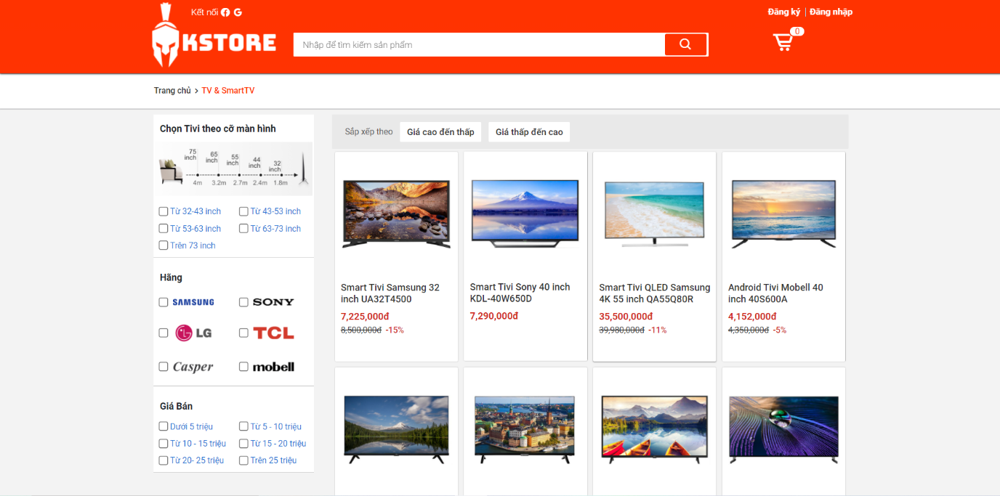 Kết nối
Đăng ký | Đăng nhập
KSTORE
Nhập để tìm kiếm sản phẩm
0
Trang chủ > TV & SmartTV
Chọn Tivi theo cỡ màn hình
75 inch
65 inch
55 inch
44 inch
32 inch
4m 3.2m 2.7m 2.4m 1.8m
Từ 32-43 inch
Từ 43-53 inch
Từ 53-63 inch
Từ 63-73 inch
Trên 73 inch
Hãng
SAMSUNG
SONY
LG
TCL
Casper
mobell
Giá Bán
Dưới 5 triệu
Từ 5 - 10 triệu
Từ 10 - 15 triệu
Từ 15 - 20 triệu
Từ 20- 25 triệu
Trên 25 triệu
Sắp xếp theo
Giá cao đến thấp
Giá thấp đến cao
Smart Tivi Samsung 32
inch UA32T4500
7,225,000đ
8,500,000đ -15%
Smart Tivi Sony 40 inch
KDL-40W650D
7,290,000đ
Smart Tivi QLED Samsung
4K 55 inch QA55Q80R
35,500,000đ
39,980,000đ -11%
Android Tivi Mobell 40
inch 40S600A
4,152,000đ
4,350,000đ -5%